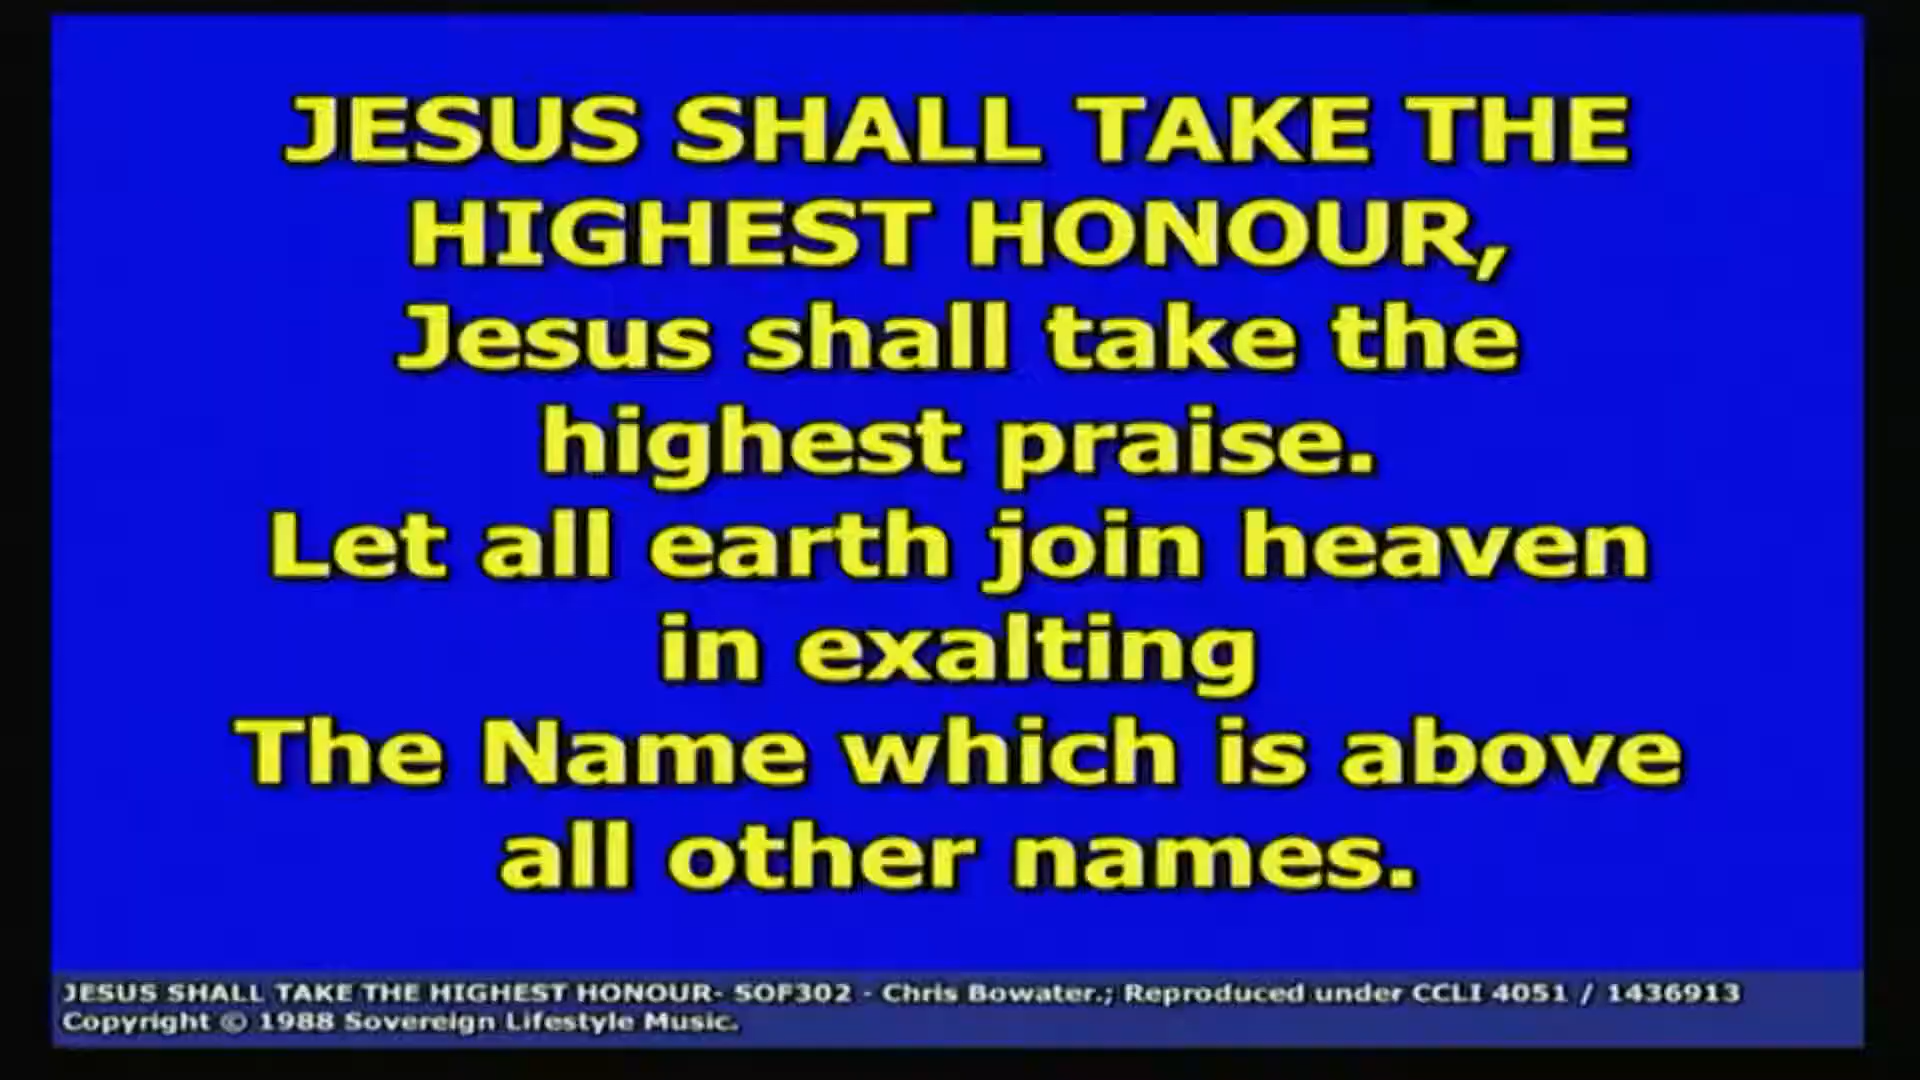 JESUS SHALL TAKE THE
HIGHEST HONOUR,
Jesus shall take the
highest praise.
Let all earth join heaven
in exalting
The Name which is above
all other names.
JESUS SHALL TAKE THE HIGHEST HONOUR- SOF302 - Chris Bowater.; Reproduced under CCLI 4051 / 1436913
Copyright © 1988 Sovereign Lifestyle Music.